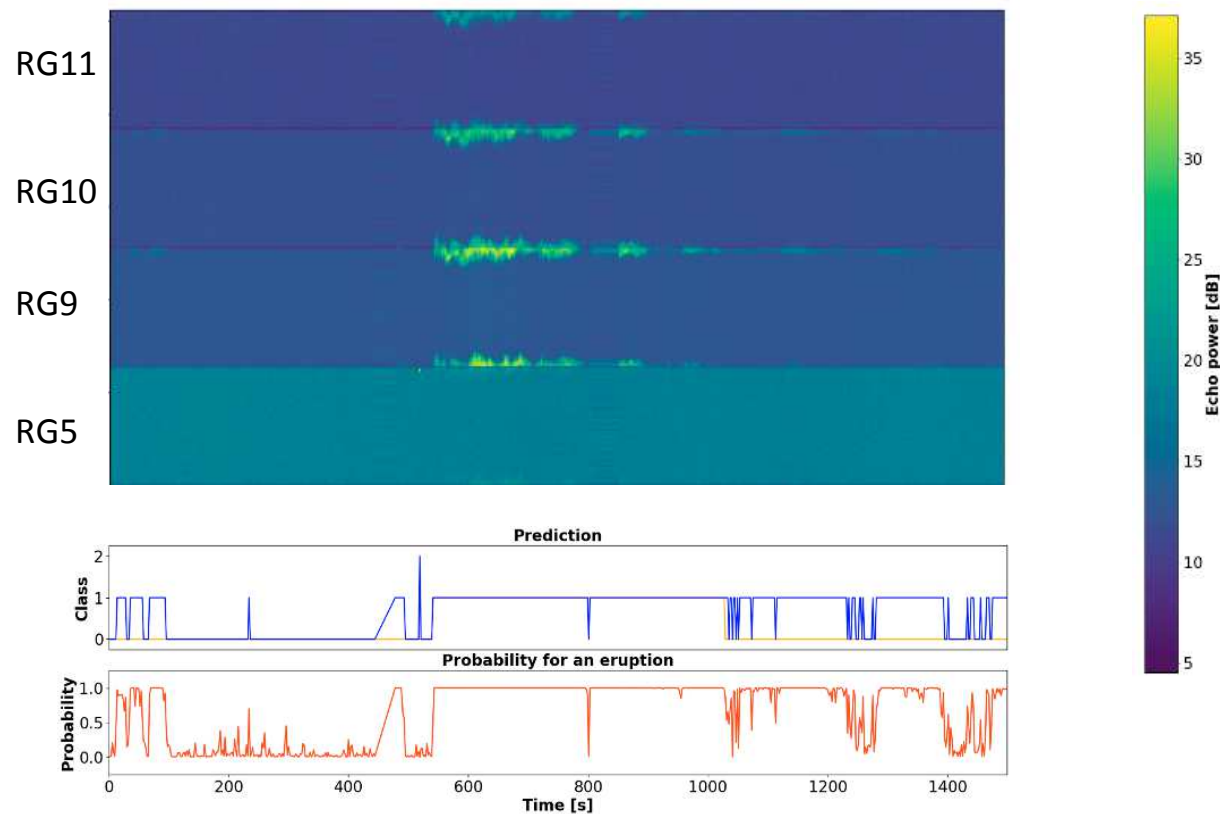 RG11
RG10
RG9
RG5
35
30
25
20
15
10
5
Echo power [dB]
Prediction
Class
2
1
0
Probability for an eruption
Probability
1.0
0.5
0.0
0 200 400 600 800 1000 1200 1400
Time [s]